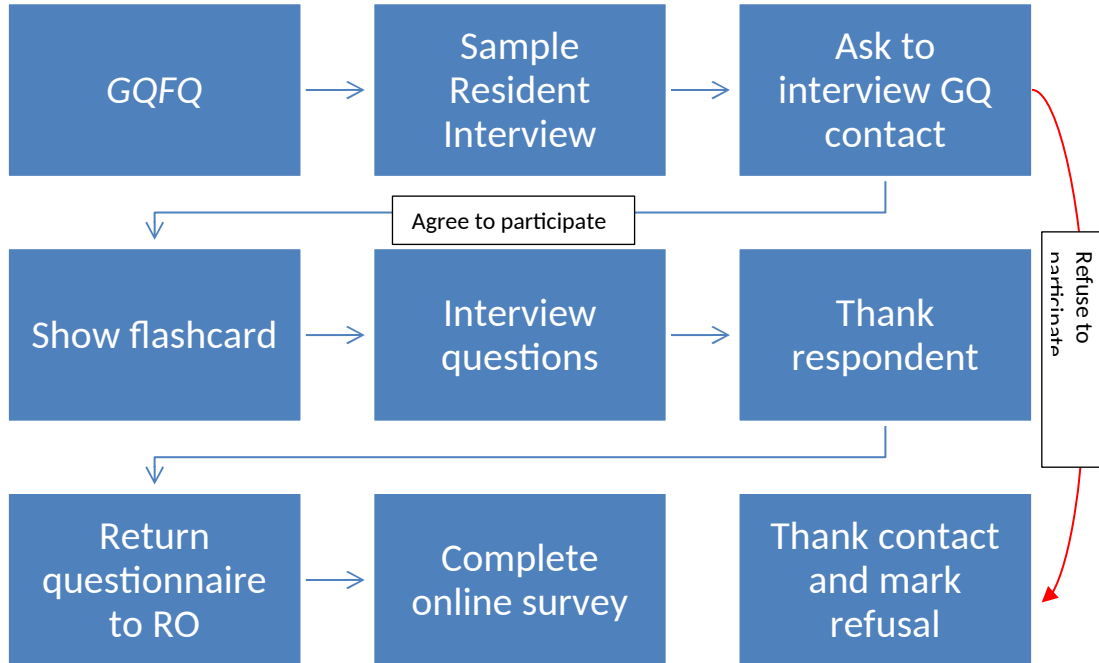 GQFQ
Sample
Resident
Interview
Ask to
interview GQ
contact
Agree to participate
Refuse to
participate
Show flashcard
Interview
questions
Thank
respondent
Return
questionnaire
to RO
Complete
online survey
Thank contact
and mark
refusal